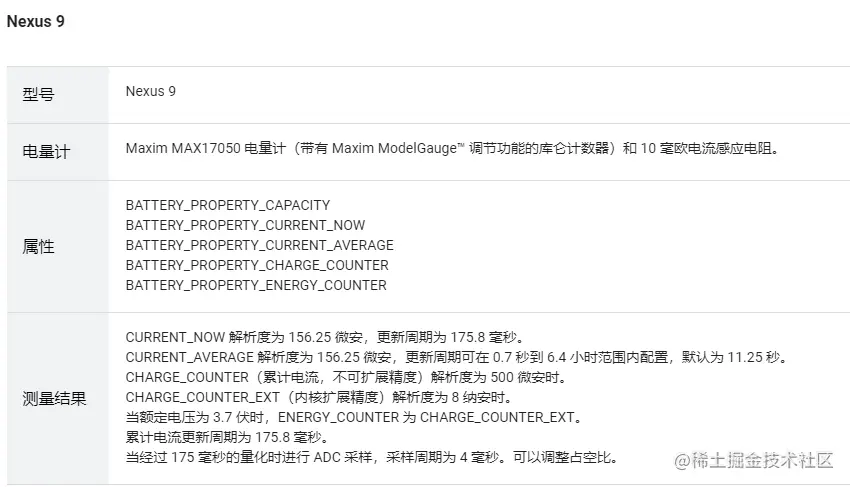 Nexus 9
型号
Nexus 9
电量计
Maxim MAX17050 电量计（带有 Maxim ModelGauge™ 调节功能的库仑计数器）和 10 毫欧电流感应电阻。
属性
BATTERY_PROPERTY_CAPACITY
BATTERY_PROPERTY_CURRENT_NOW
BATTERY_PROPERTY_CURRENT_AVERAGE
BATTERY_PROPERTY_CHARGE_COUNTER
BATTERY_PROPERTY_ENERGY_COUNTER
测量结果
CURRENT_NOW 解析度为 156.25 微安，更新周期为 175.8 毫秒。
CURRENT_AVERAGE 解析度为 156.25 微安，更新周期可在 0.7 秒到 6.4 小时范围内配置，默认为 11.25 秒。
CHARGE_COUNTER（累计电流，不可扩展精度）解析度为 500 微安时。
CHARGE_COUNTER_EXT（内核扩展精度）解析度为 8 纳安时。
当额定电压为 3.7 伏时，ENERGY_COUNTER 为 CHARGE_COUNTER_EXT。
累计电流更新周期为 175.8 毫秒。
当经过 175 毫秒的量化时进行 ADC 采样，采样周期为 4 毫秒。可以调整占空比。
@稀土掘金技术社区